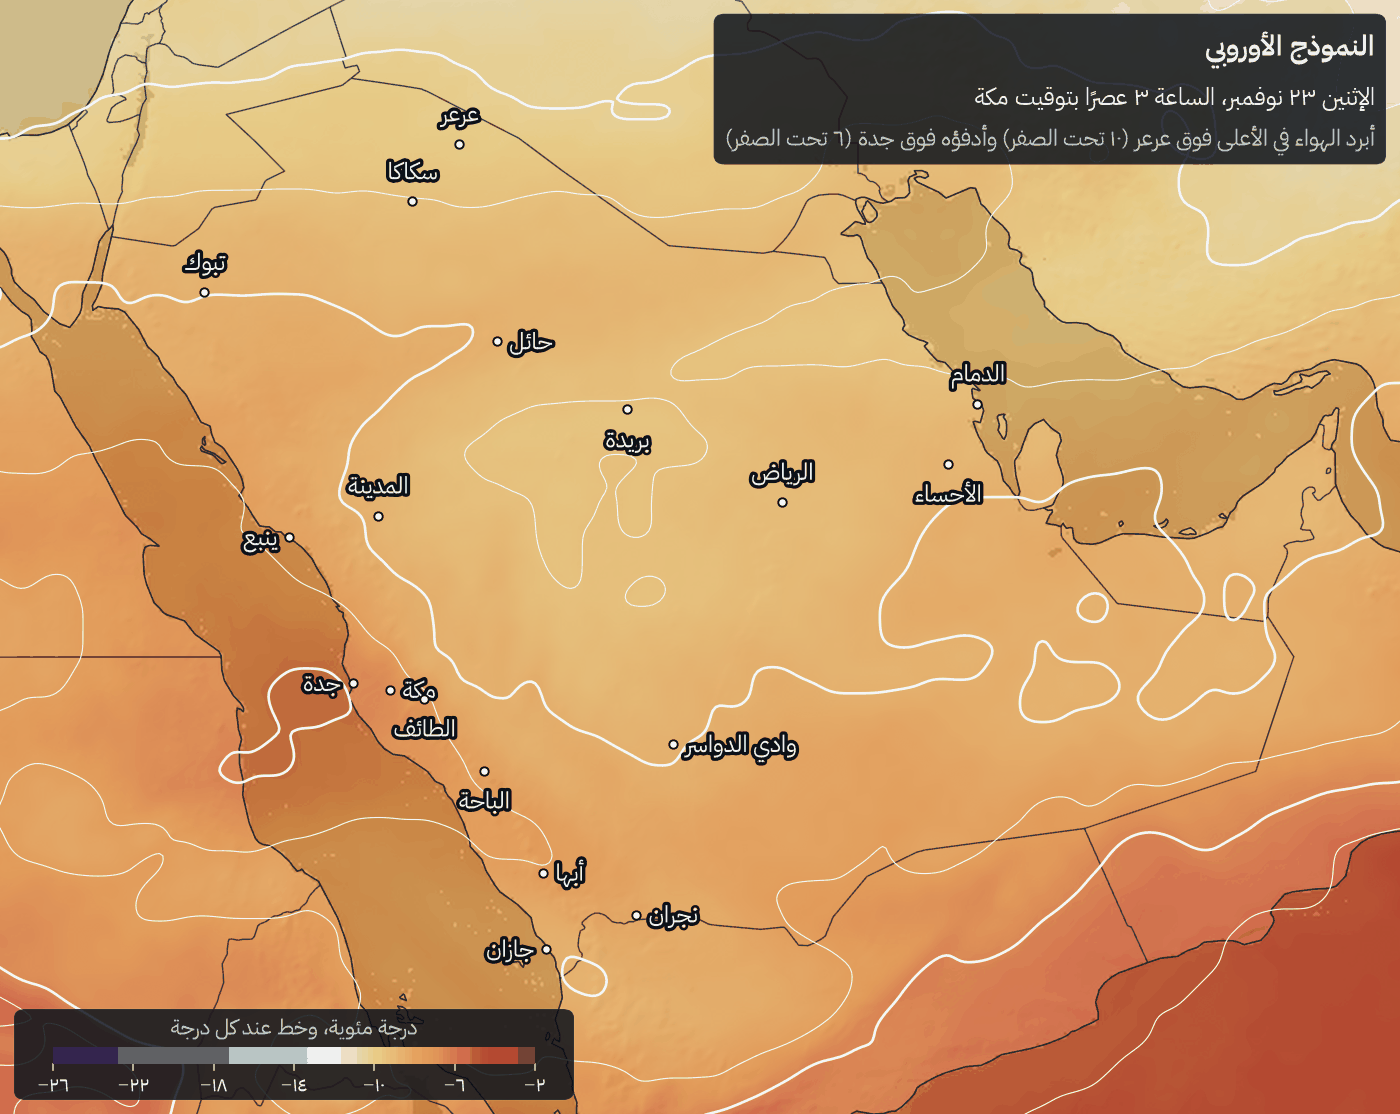 النموذج الأوروبي
الإثنين ٢٣ نوفمبر، الساعة ٣ عصرًا بتوقيت مكة
أبرد الهواء في الأعلى فوق عرعر (١٠ تحت الصفر) وأدفؤه فوق جدة (٦ تحت الصفر)
عرعر
سكاكا
تبوك
حائل
الدمام
بريدة
الرياض
المدينة
الأحساء
ينبع
جدة
مكة
الطائف
وادي الدواسر
الباحة
أبها
نجران
جازان
درجة مئوية، وخط عند كل درجة
−٢٦ −٢٢ −١٨ −١٤ −١٠ −٦ −٢